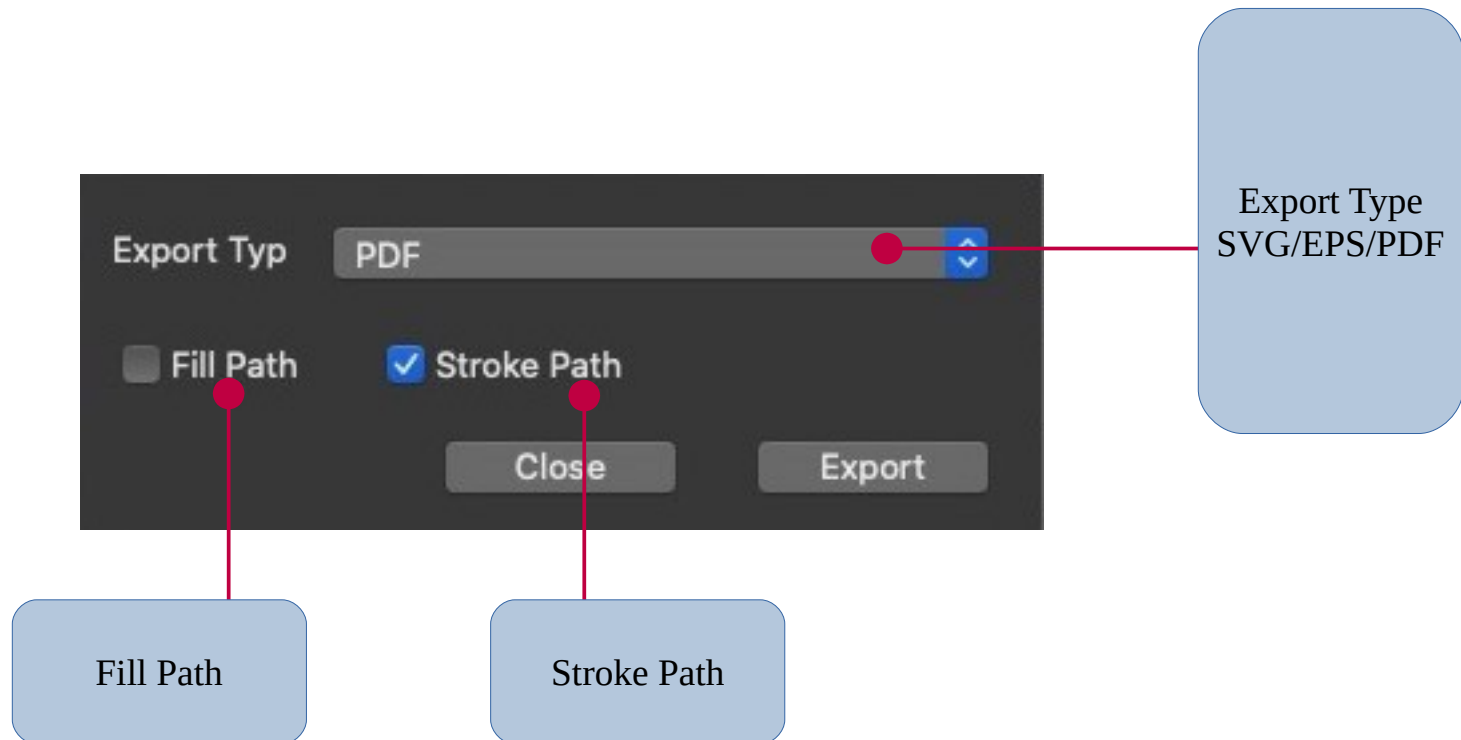 Export Type
SVG/EPS/PDF
Export Typ
PDF
Fill Path
Stroke Path
Close
Export
Fill Path
Stroke Path